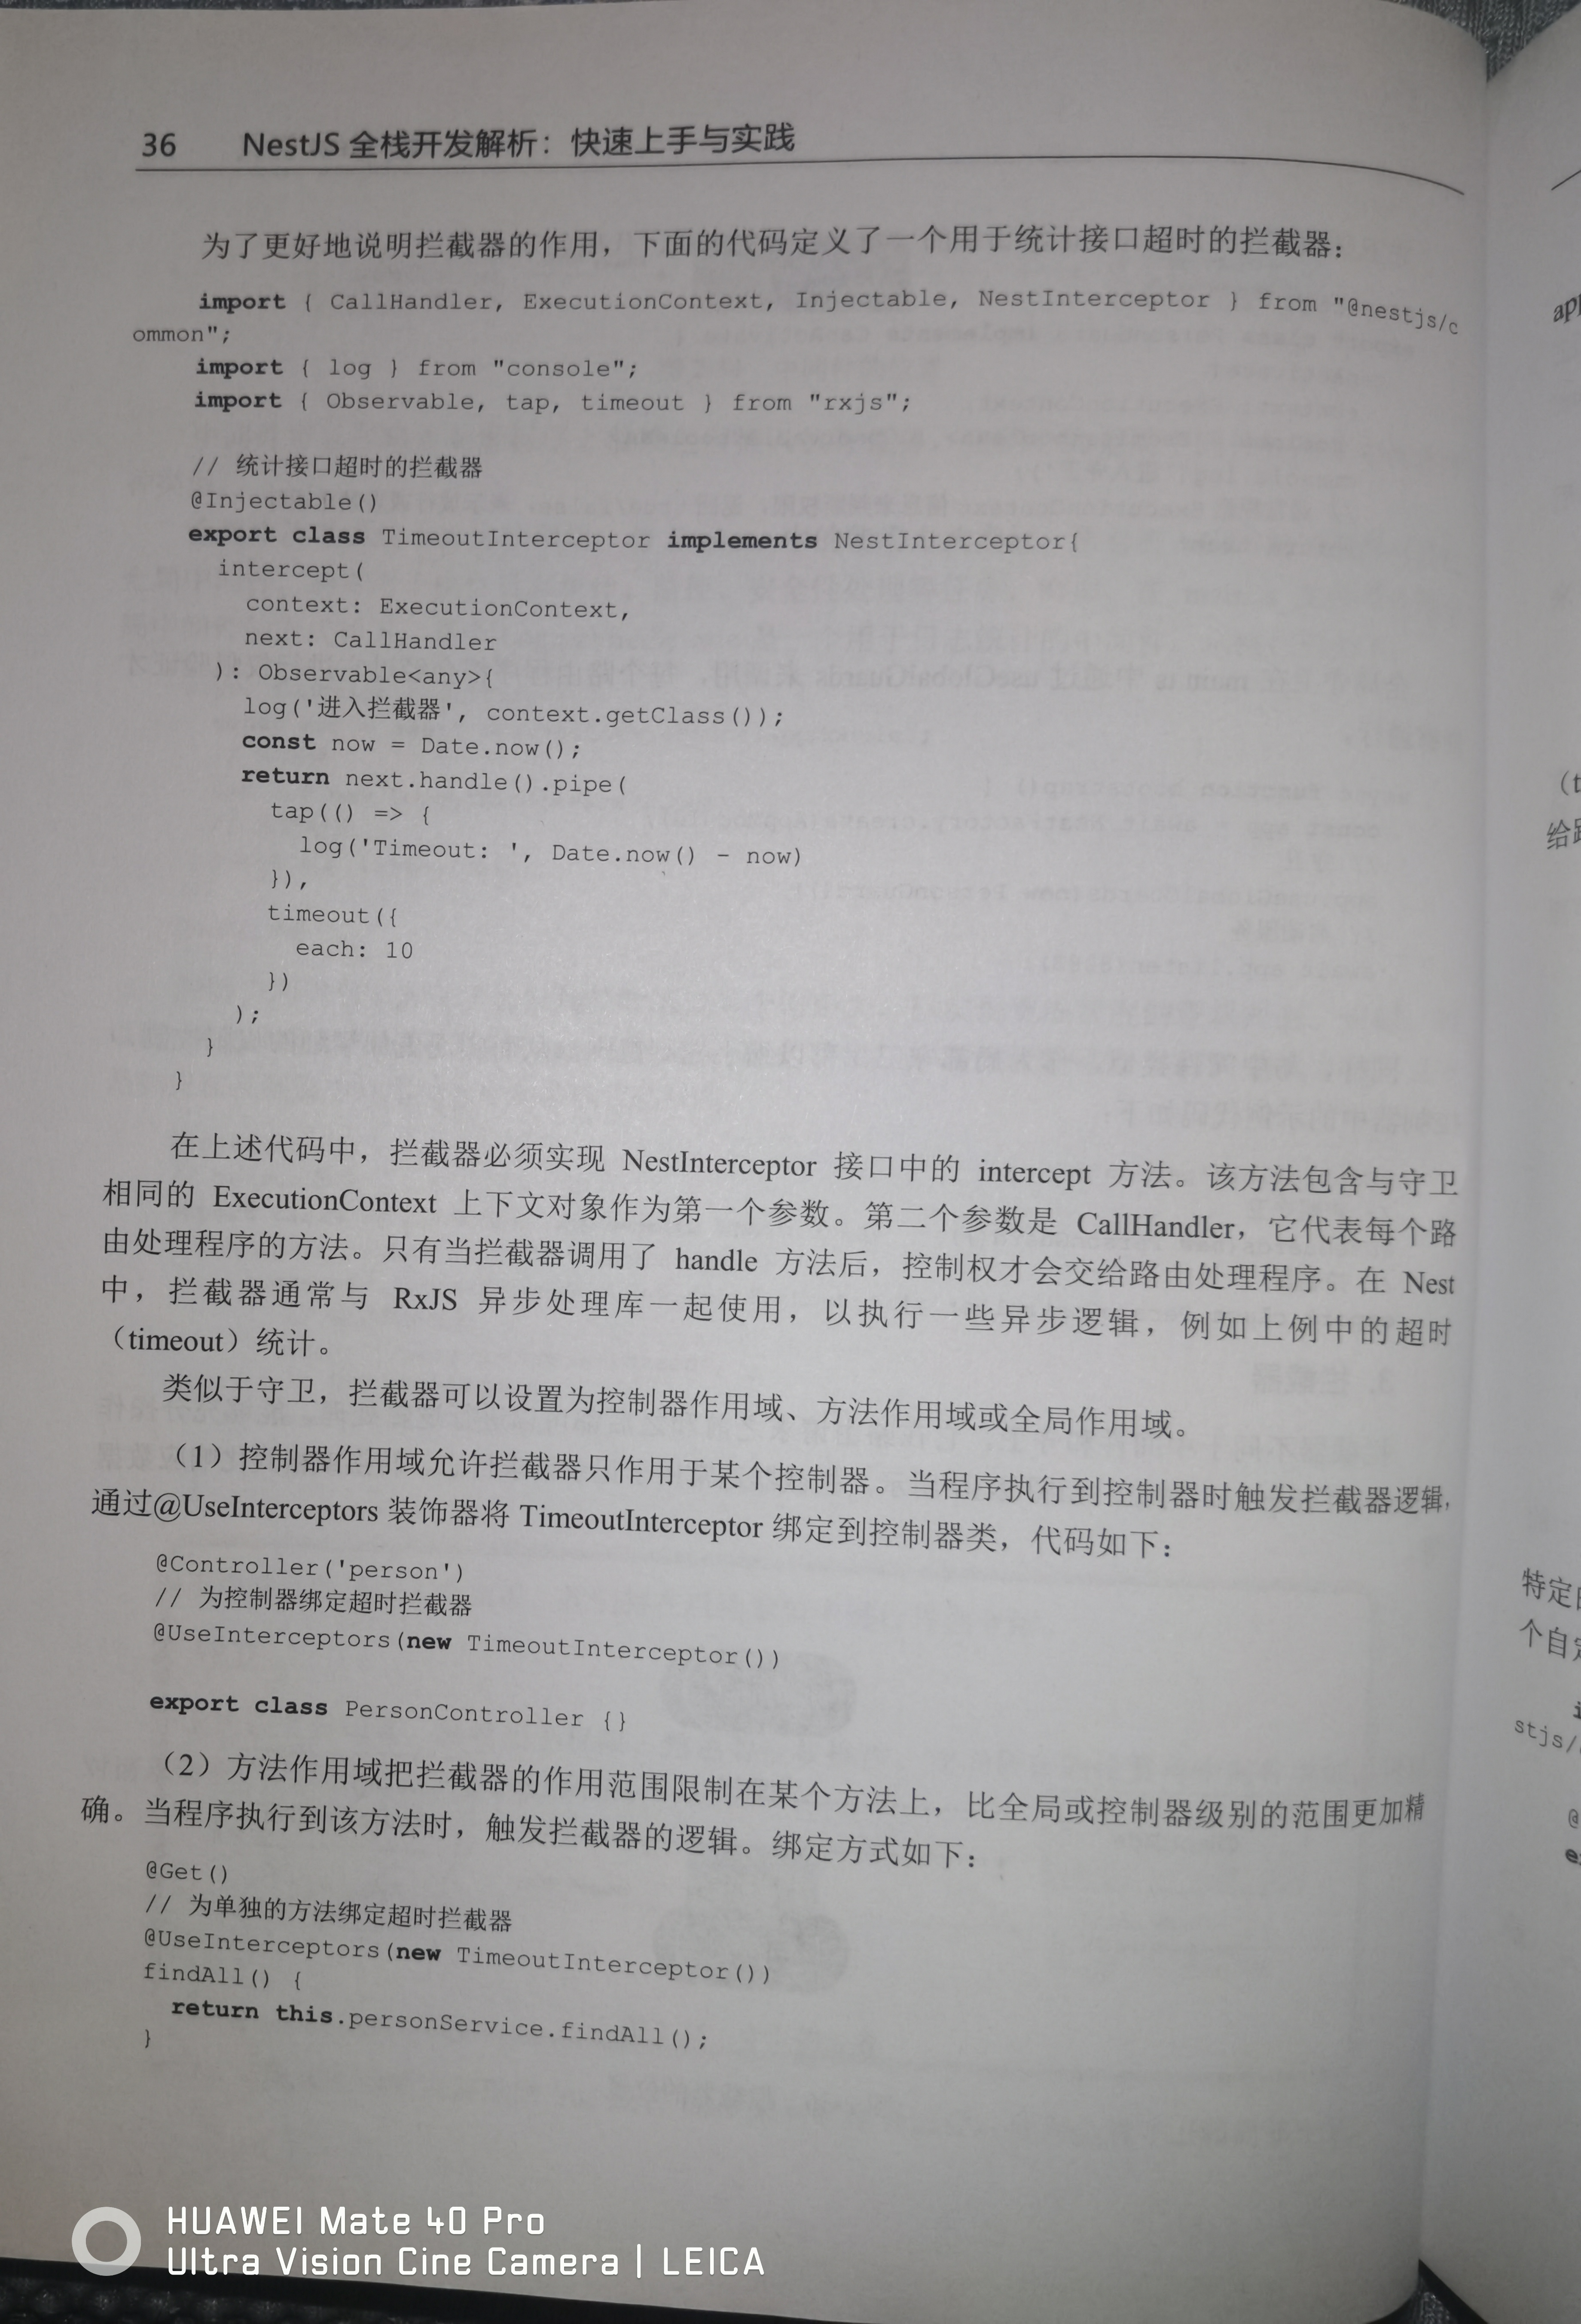 36 NestJS 全栈开发解析：快速上手与实践
为了更好地说明拦截器的作用，下面的代码定义了一个用于统计接口超时的拦截器：
import { CallHandler, ExecutionContext, Injectable, NestInterceptor } from "@nestjs/c
ommon";
import { log } from "console";
import { Observable, tap, timeout } from "rxjs";
// 统计接口超时的拦截器
@Injectable()
export class TimeoutInterceptor implements NestInterceptor{
intercept(
context: ExecutionContext,
next: CallHandler
): Observable<any>{
log('进入拦截器', context.getClass());
const now = Date.now();
return next.handle().pipe(
tap(() => {
log('Timeout: ', Date.now() - now)
}),
timeout({
each: 10
})
);
}
}
在上述代码中，拦截器必须实现 NestInterceptor 接口中的 intercept 方法。该方法包含与守卫
相同的 ExecutionContext 上下文对象作为第一个参数。第二个参数是 CallHandler，它代表每个路
由处理程序的方法。只有当拦截器调用了 handle 方法后，控制权才会交给路由处理程序。在 Nest
中，拦截器通常与 RxJS 异步处理库一起使用，以执行一些异步逻辑，例如上例中的超时
（timeout）统计。
类似于守卫，拦截器可以设置为控制器作用域、方法作用域或全局作用域。
（1）控制器作用域允许拦截器只作用于某个控制器。当程序执行到控制器时触发拦截器逻辑，
通过@UseInterceptors 装饰器将 TimeoutInterceptor 绑定到控制器类，代码如下：
@Controller('person')
// 为控制器绑定超时拦截器
@UseInterceptors(new TimeoutInterceptor())
export class PersonController {}
（2）方法作用域把拦截器的作用范围限制在某个方法上，比全局或控制器级别的范围更加精
确。当程序执行到该方法时，触发拦截器的逻辑。绑定方式如下：
@Get()
// 为单独的方法绑定超时拦截器
@UseInterceptors(new TimeoutInterceptor())
findAll() {
return this.personService.findAll();
}
特定
个自
stjs/
HUAWEI Mate 40 Pro
Ultra Vision Cine Camera | LEICA